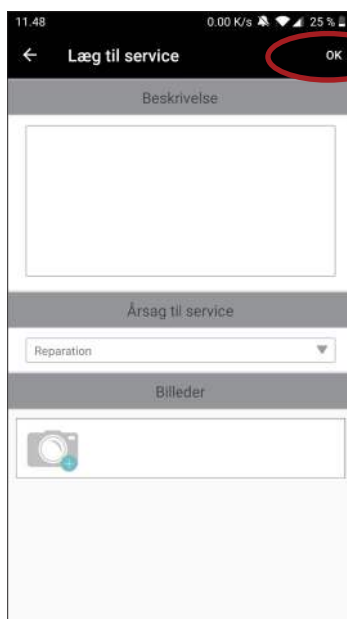 11.48 0.00 K/s 25 %
Læg til service OK
Beskrivelse
Årsag til service
Reparation
Billeder